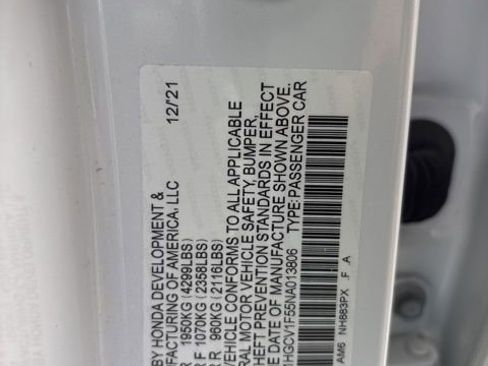 BY HONDA DEVELOPMENT &
FACTURING OF AMERICA, LLC 12/'21
R 1950KG (4299LBS)
R F 1070KG (2358LBS)
R R 960KG (2116LBS)
VEHICLE CONFORMS TO ALL APPLICABLE
RAL MOTOR VEHICLE SAFETY, BUMPER,
HEFT PREVENTION STANDARDS IN EFFECT
DATE OF MANUFACTURE SHOWN ABOVE.
1HGCV1F55NA013806 TYPE: PASSENGER CAR
AM6 NH883PX F A